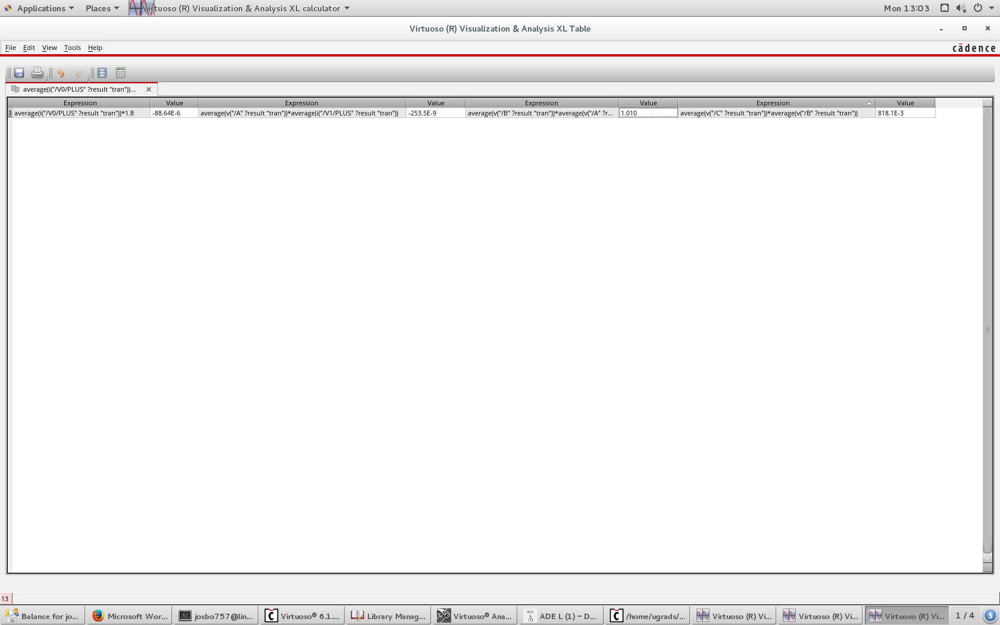 Applications Places Virtuoso (R) Visualization & Analysis XL calculator Mon 13:03
Virtuoso (R) Visualization & Analysis XL Table
File Edit View Tools Help cādence
average(i("/V0/PLUS" ?result "tran"))...
Expression Value Expression Value Expression Value Expression Value
1 average(i("/V0/PLUS" ?result "tran"))*1.8 -88.64E-6 average(v("/A" ?result "tran"))*average(i("/V1/PLUS" ?result "tran")) -253.5E-9 average(v("/B" ?result "tran"))*average(v("/A" ?r... 1.010 average(v("/C" ?result "tran"))*average(v("/B" ?result "tran")) 818.1E-3
13
Balance for jo... Microsoft Wor... josbo757@lin... Virtuoso® 6.1.... Library Manag... Virtuoso® Ana... ADE L (1) - D... /home/ugrads/... Virtuoso (R) Vi... Virtuoso (R) Vi... Virtuoso (R) Vi... 1 / 4 3